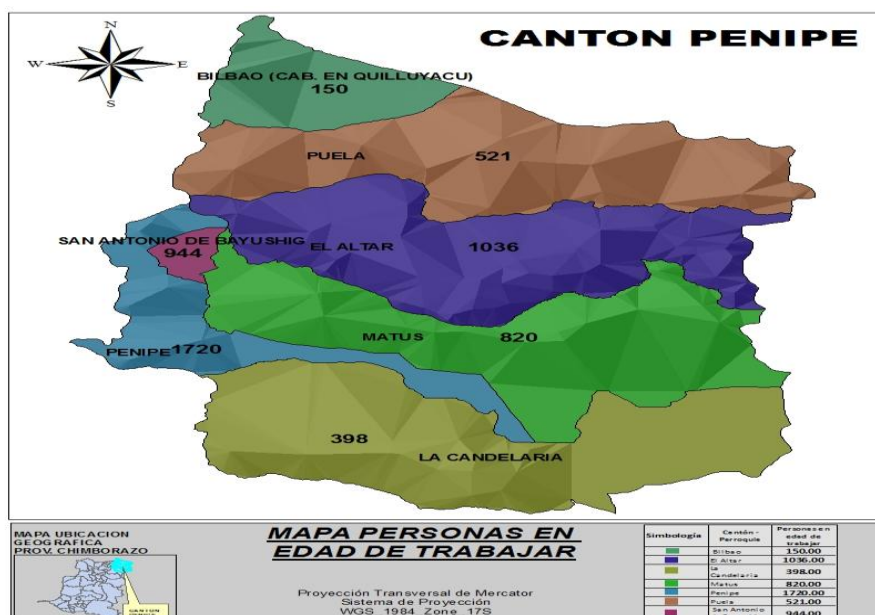 CANTON PENIPE
N
W
E
S
BILBAO (CAB. EN QUILLUYACU)
150
PUELA
521
SAN ANTONIO DE BAYUSHIG
944
EL ALTAR
1036
MATUS
820
PENIPE
1720
398
LA CANDELARIA
MAPA UBICACION
GEOGRAFICA
PROV. CHIMBORAZO
MAPA PERSONAS EN
EDAD DE TRABAJAR
Proyección Transversal de Mercator
Sistema de Proyección
WGS 1984 Zone 17S
Simbología
Cantón -
Parroquia
Personas en
edad de
trabajar
Bilbao 150.00
El Altar 1036.00
La
Candelaria 398.00
Matus 820.00
Penipe 1720.00
Puela 521.00
San Antonio 944.00